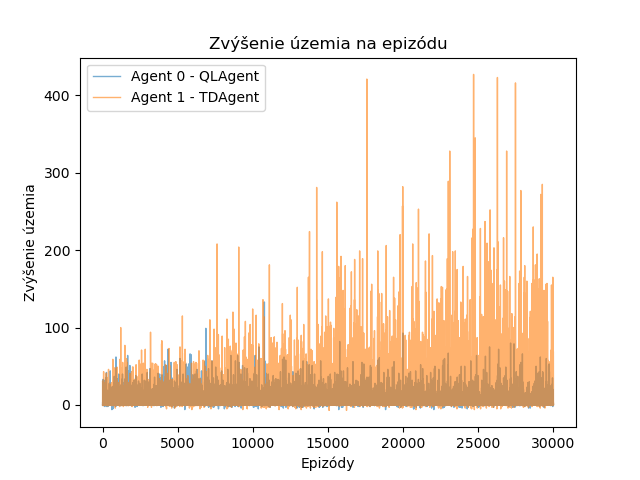 Zvýšenie územia na epizódu
Agent 0 - QLAgent
Agent 1 - TDAgent
Zvýšenie územia
400
300
200
100
0
0 5000 10000 15000 20000 25000 30000
Epizódy